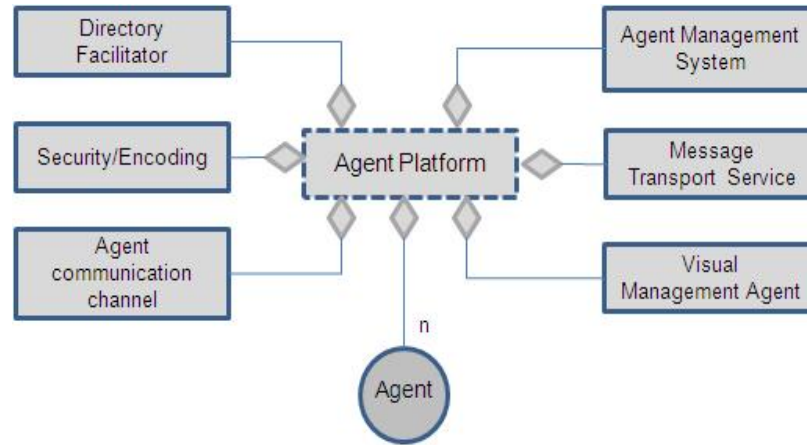 Directory
Facilitator
Agent Management
System
Security/Encoding
Agent Platform
Message
Transport Service
Agent
communication
channel
Visual
Management Agent
n
Agent